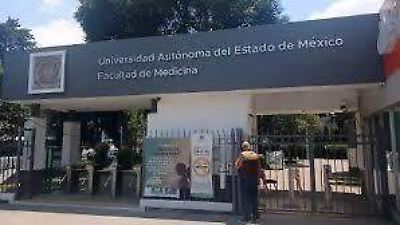 Universidad Autónoma del Estado de México
Facultad de Medicina